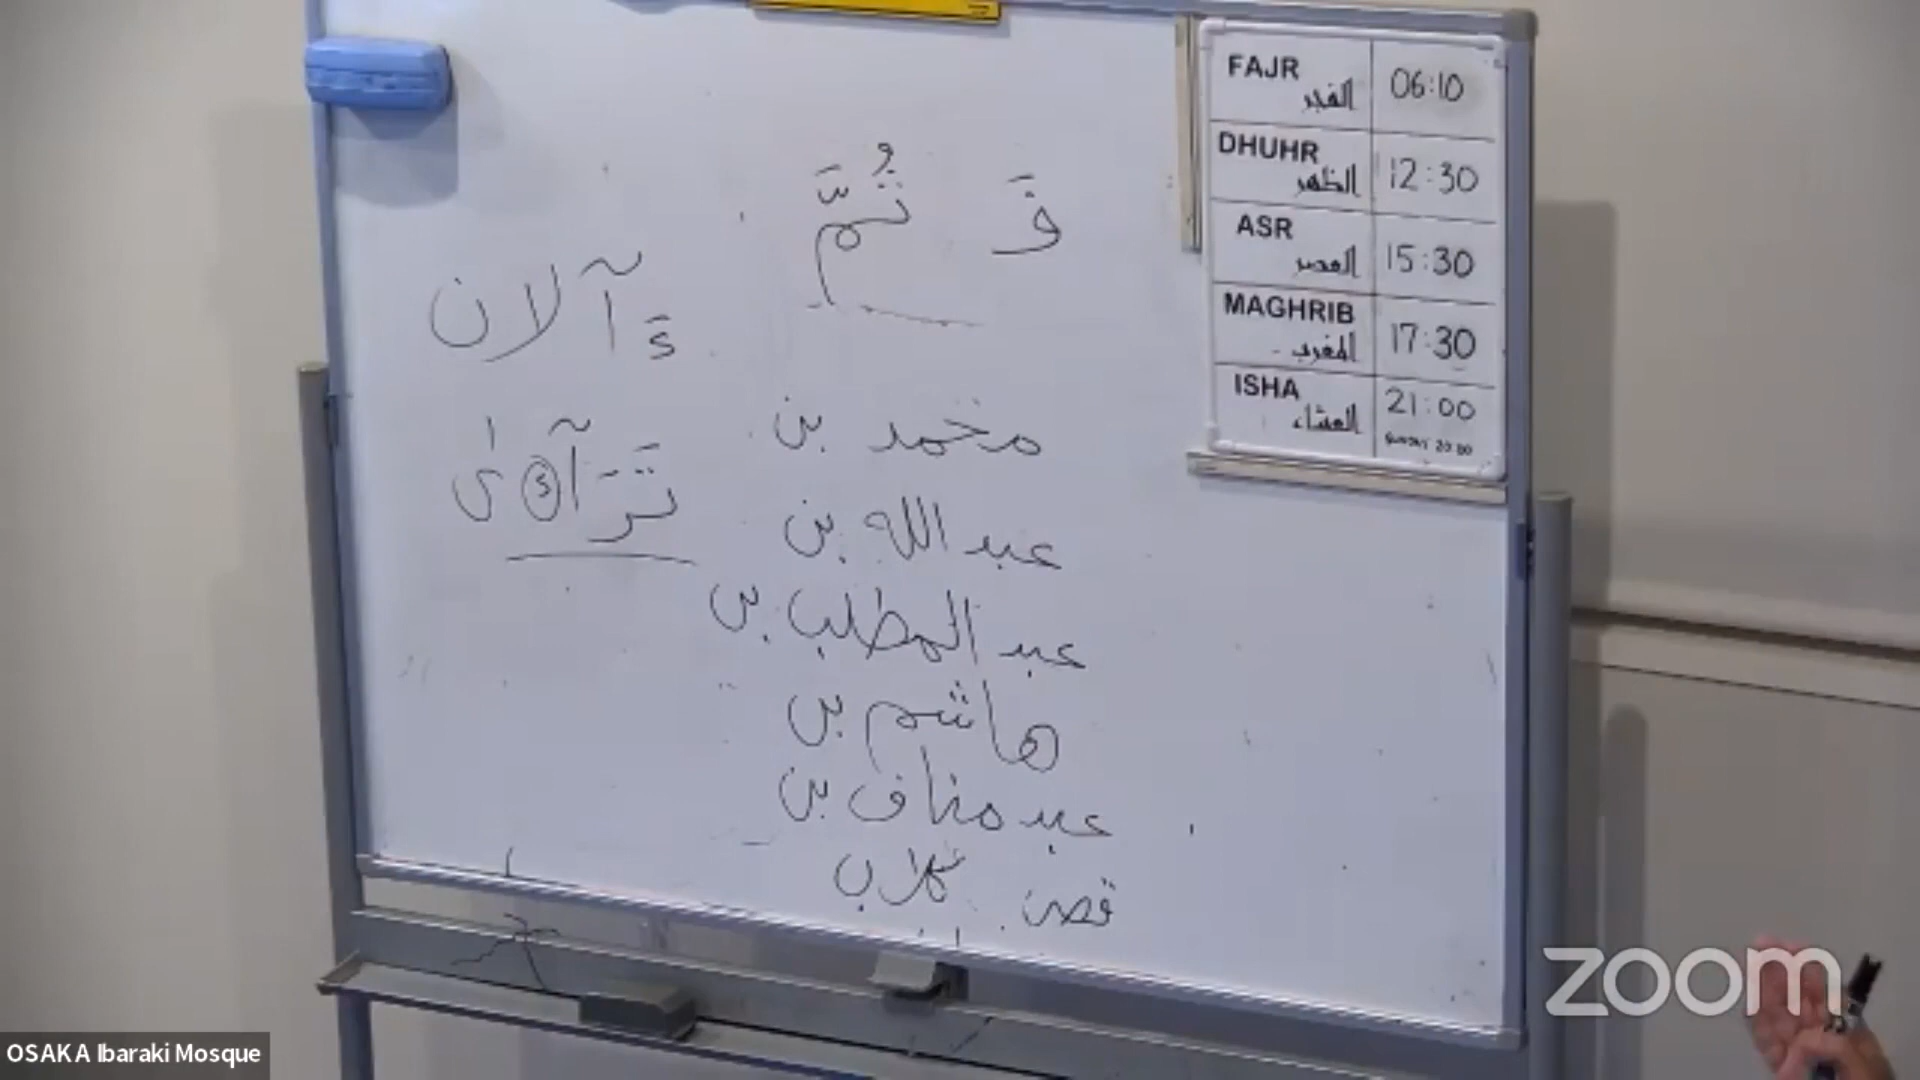 FAJR 06:10
الفجر
DHUHR 12:30
الظهر
ASR 15:30
العصر
MAGHRIB 17:30
المغرب
ISHA 21:00
العشاء
فَ ثُمَّ
ءَآلان
محمد بن
عبد الله بن
عبد المطلب بن
هاشم بن
عبد مناف بن
كلاب
zoom
OSAKA Ibaraki Mosque